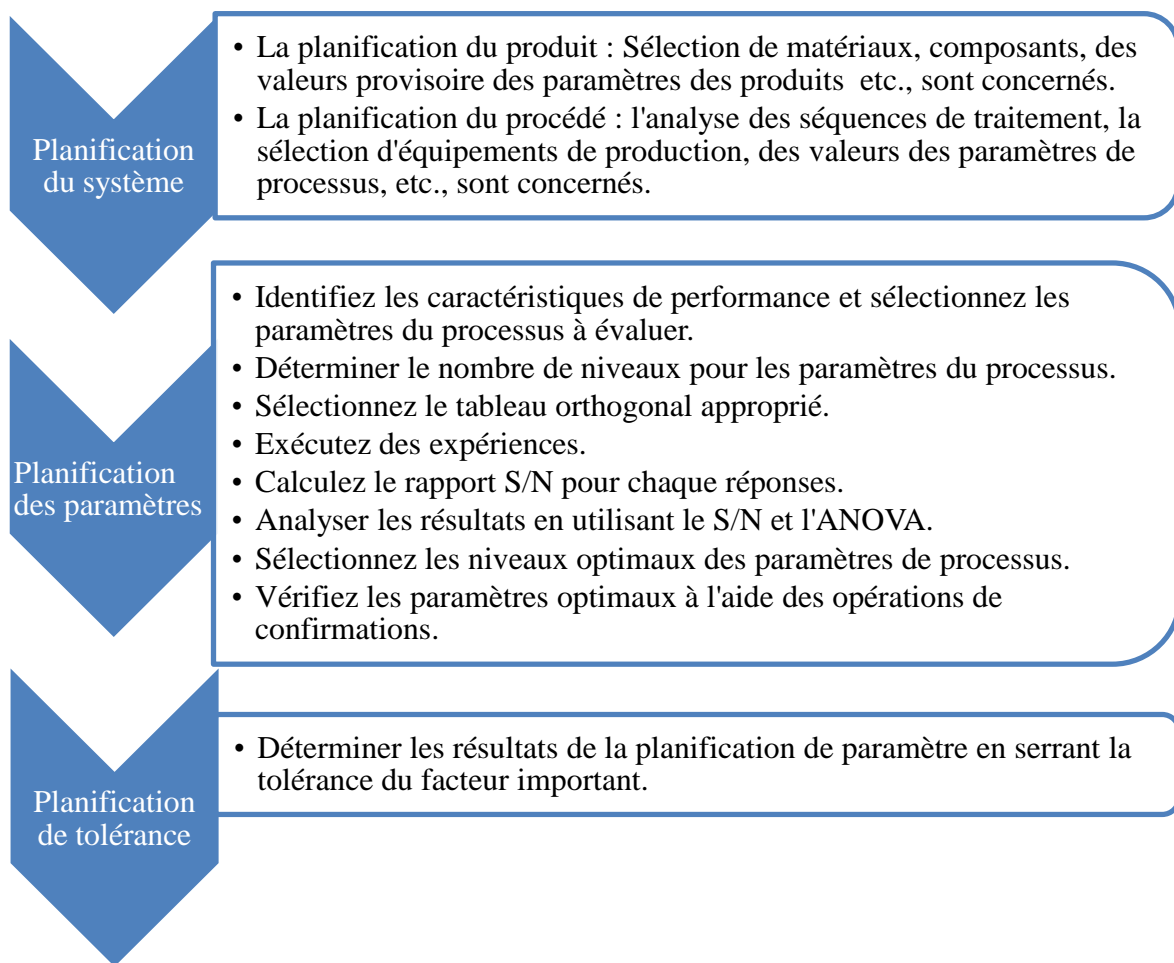 Planification
du système
• La planification du produit : Sélection de matériaux, composants, des
valeurs provisoire des paramètres des produits etc., sont concernés.
• La planification du procédé : l'analyse des séquences de traitement, la
sélection d'équipements de production, des valeurs des paramètres de
processus, etc., sont concernés.
Planification
des paramètres
• Identifiez les caractéristiques de performance et sélectionnez les
paramètres du processus à évaluer.
• Déterminer le nombre de niveaux pour les paramètres du processus.
• Sélectionnez le tableau orthogonal approprié.
• Exécutez des expériences.
• Calculez le rapport S/N pour chaque réponses.
• Analyser les résultats en utilisant le S/N et l'ANOVA.
• Sélectionnez les niveaux optimaux des paramètres de processus.
• Vérifiez les paramètres optimaux à l'aide des opérations de
confirmations.
Planification
de tolérance
• Déterminer les résultats de la planification de paramètre en serrant la
tolérance du facteur important.